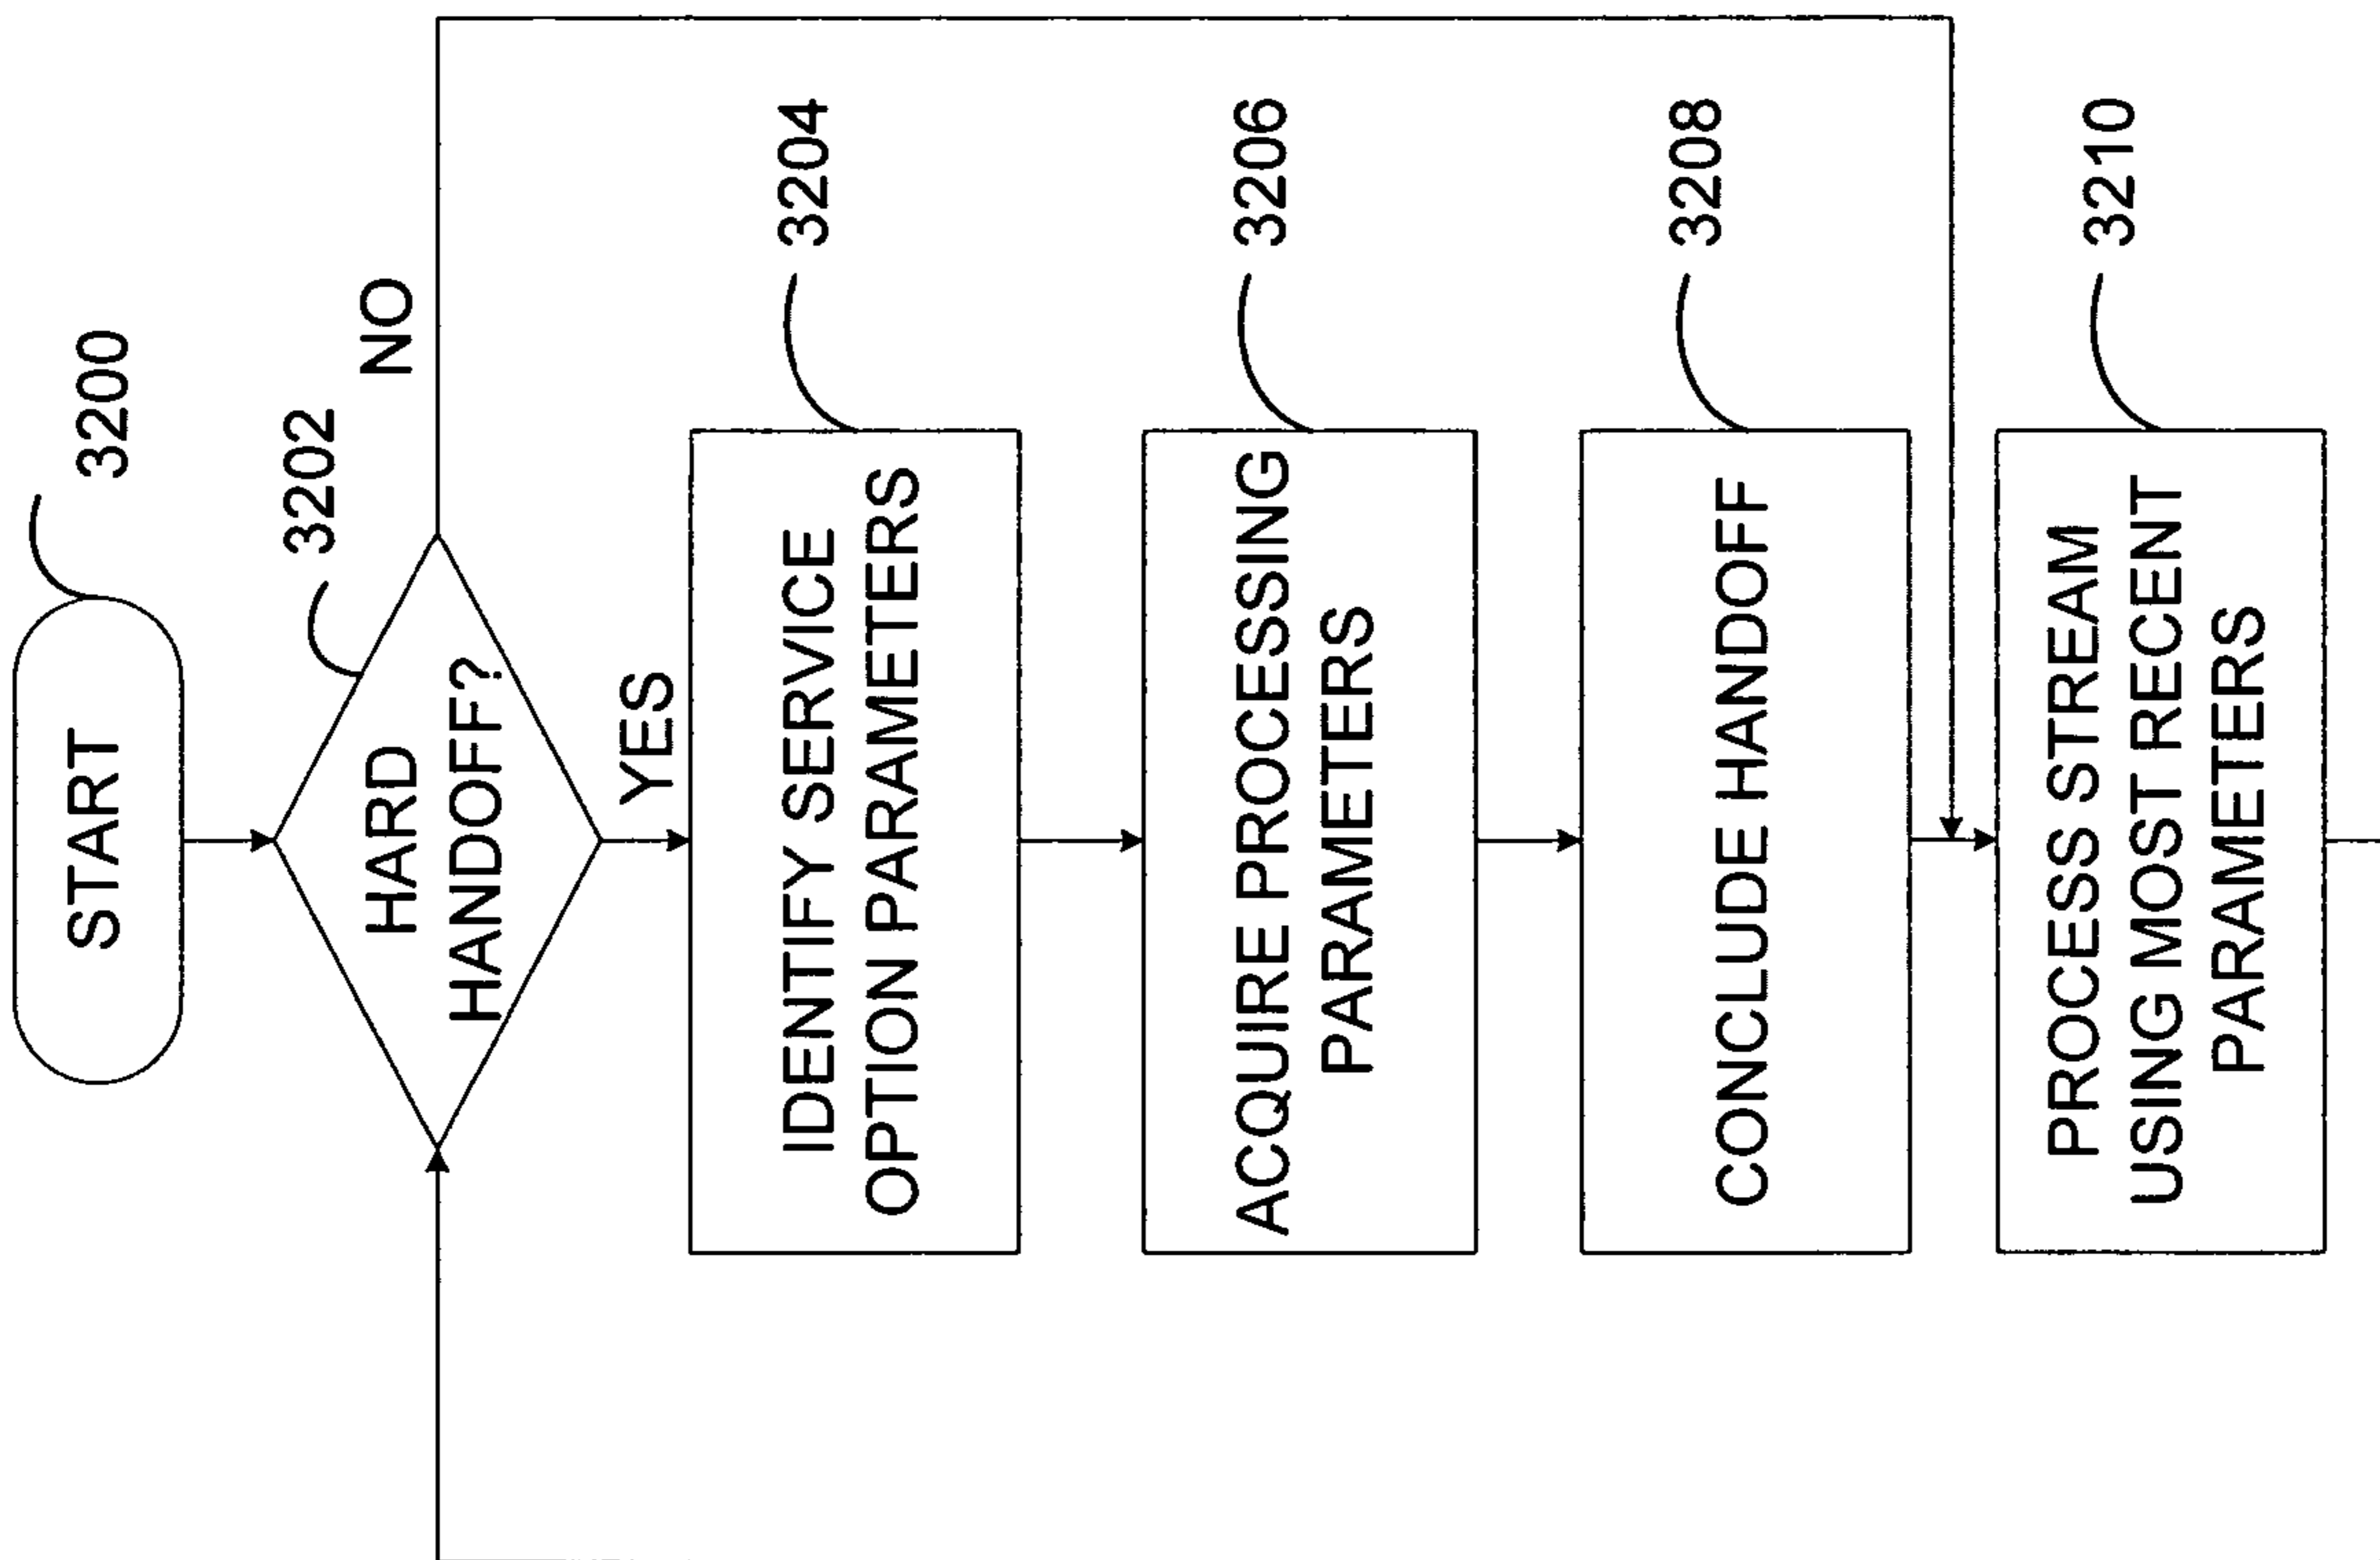 START
3200
3202
HARD
HANDOFF?
NO
YES
IDENTIFY SERVICE
OPTION PARAMETERS
3204
ACQUIRE PROCESSING
PARAMETERS
3206
CONCLUDE HANDOFF
3208
PROCESS STREAM
USING MOST RECENT
PARAMETERS
3210